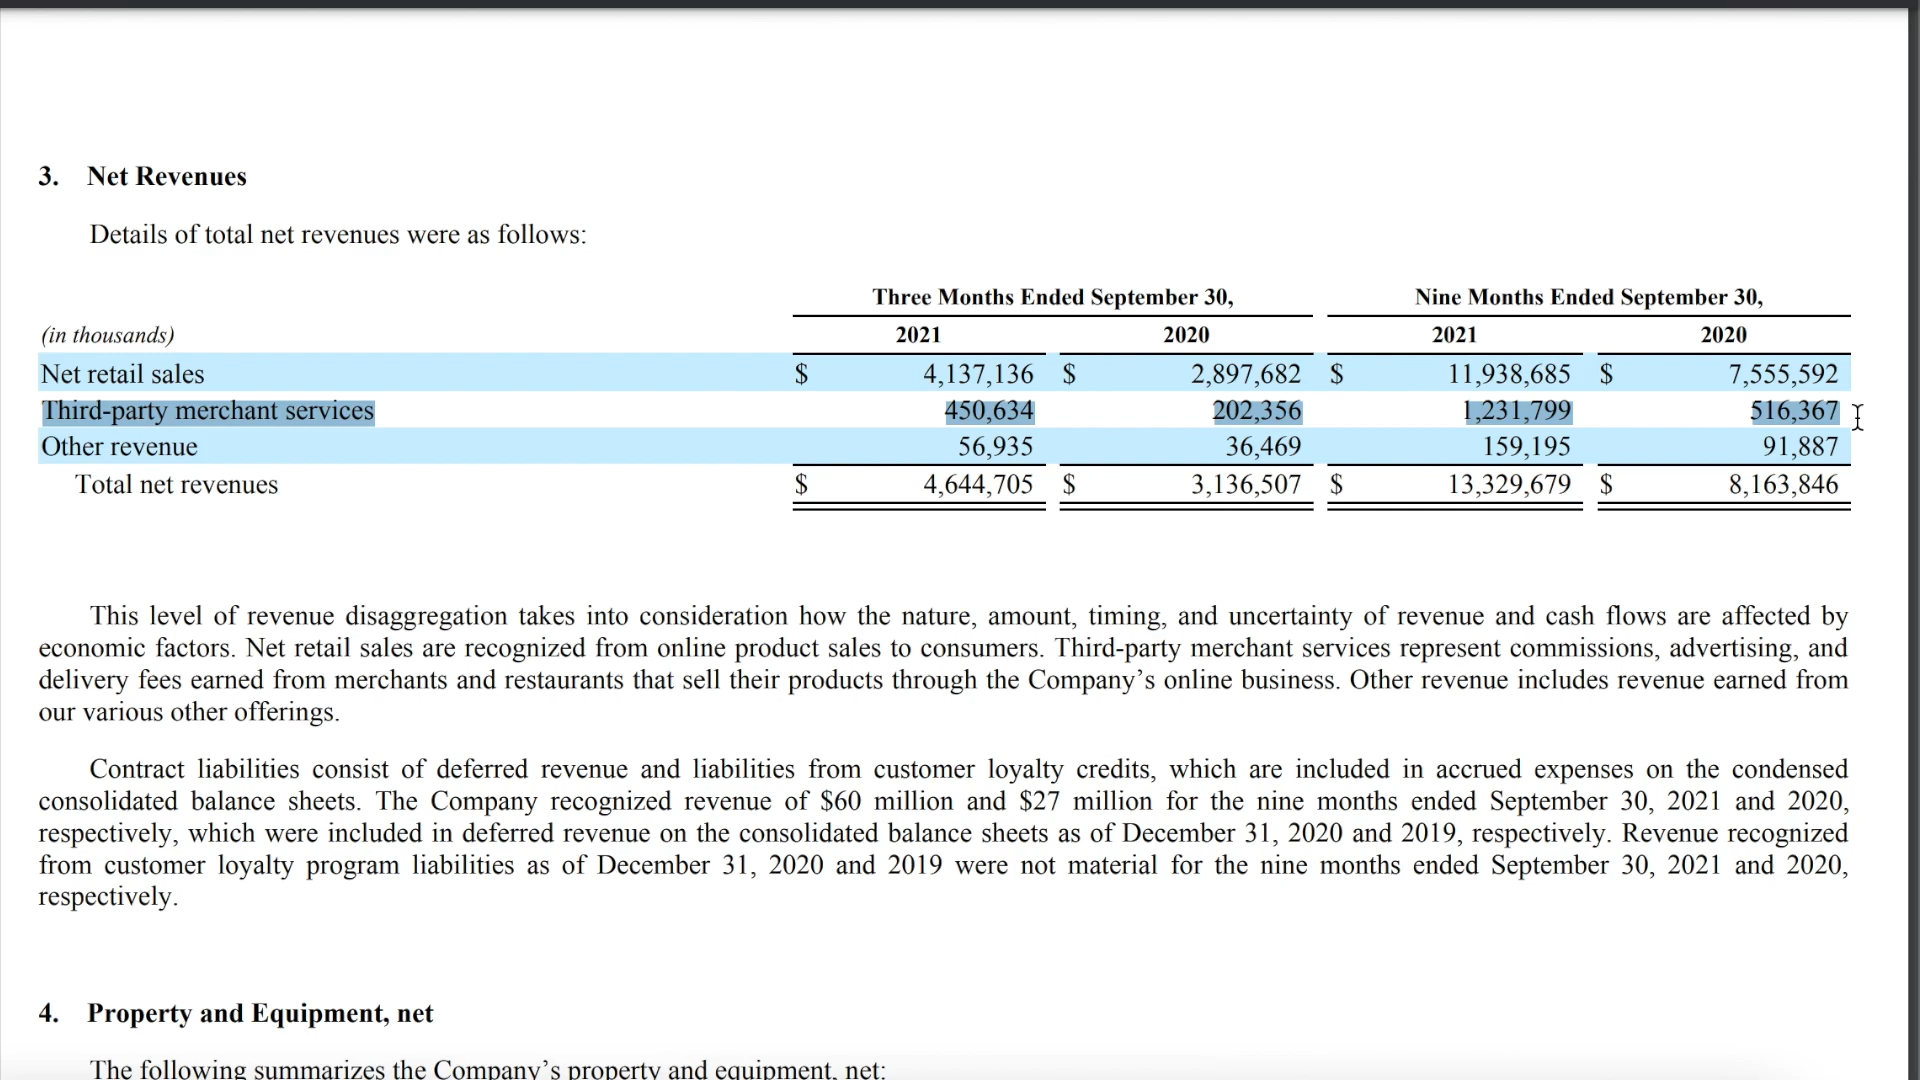 3. Net Revenues
Details of total net revenues were as follows:
Three Months Ended September 30, Nine Months Ended September 30,
(in thousands) 2021 2020 2021 2020
Net retail sales $ 4,137,136 $ 2,897,682 $ 11,938,685 $ 7,555,592
Third-party merchant services 450,634 202,356 1,231,799 516,367
Other revenue 56,935 36,469 159,195 91,887
Total net revenues $ 4,644,705 $ 3,136,507 $ 13,329,679 $ 8,163,846
This level of revenue disaggregation takes into consideration how the nature, amount, timing, and uncertainty of revenue and cash flows are affected by
economic factors. Net retail sales are recognized from online product sales to consumers. Third-party merchant services represent commissions, advertising, and
delivery fees earned from merchants and restaurants that sell their products through the Company’s online business. Other revenue includes revenue earned from
our various other offerings.
Contract liabilities consist of deferred revenue and liabilities from customer loyalty credits, which are included in accrued expenses on the condensed
consolidated balance sheets. The Company recognized revenue of $60 million and $27 million for the nine months ended September 30, 2021 and 2020,
respectively, which were included in deferred revenue on the consolidated balance sheets as of December 31, 2020 and 2019, respectively. Revenue recognized
from customer loyalty program liabilities as of December 31, 2020 and 2019 were not material for the nine months ended September 30, 2021 and 2020,
respectively.
4. Property and Equipment, net
The following summarizes the Company’s property and equipment, net: